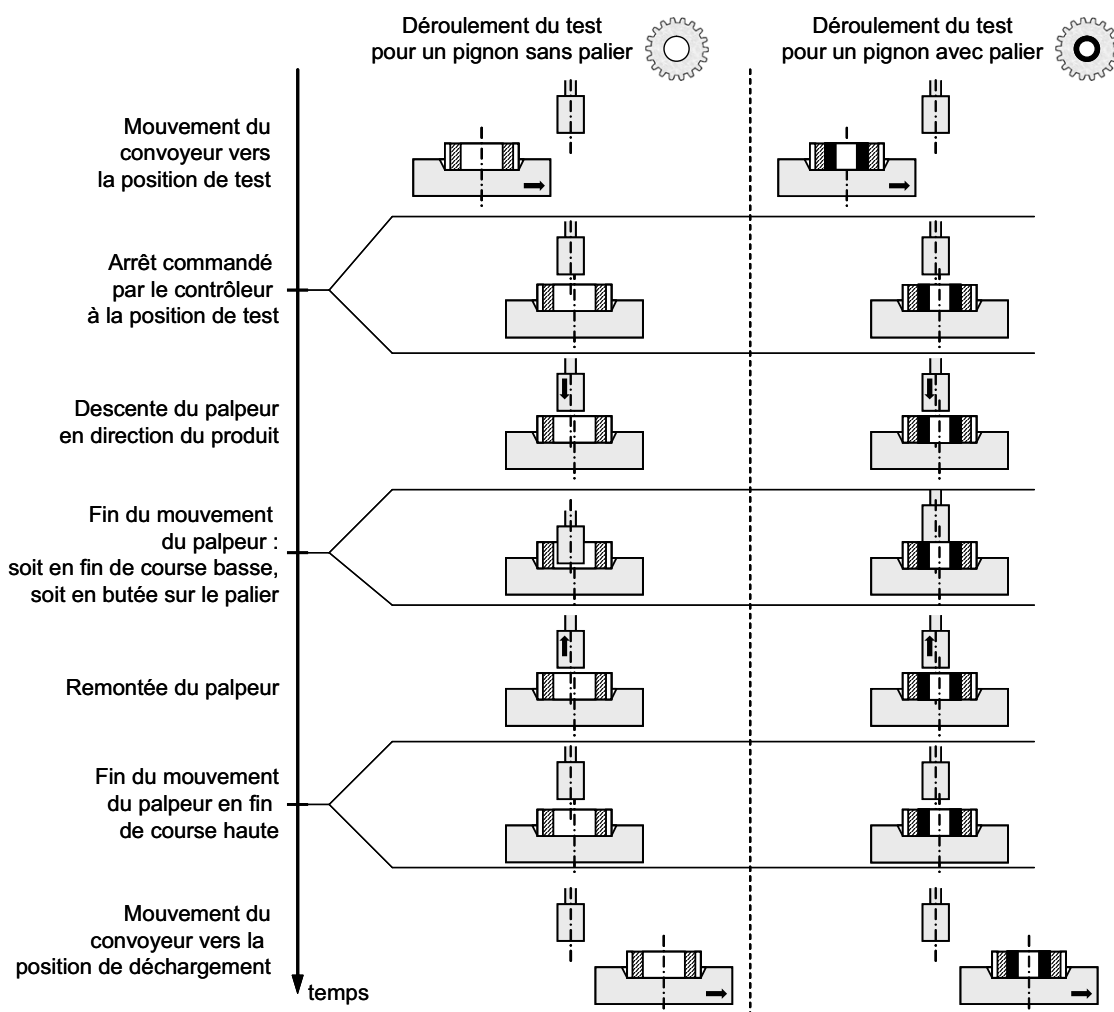 Déroulement du test
pour un pignon sans palier
Déroulement du test
pour un pignon avec palier
Mouvement du
convoyeur vers
la position de test
Arrêt commandé
par le contrôleur
à la position de test
Descente du palpeur
en direction du produit
Fin du mouvement
du palpeur :
soit en fin de course basse,
soit en butée sur le palier
Remontée du palpeur
Fin du mouvement
du palpeur en fin
de course haute
Mouvement du
convoyeur vers la
position de déchargement
temps